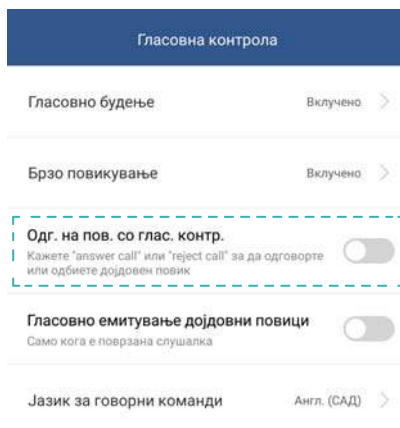 Гласовна контрола
Гласовно будење Вклучено
Брзо повикување Вклучено
Одг. на пов. со глас. контр.
Кажете "answer call" или "reject call" за да одговорте
или одбиете дојдовен повик
Гласовно емитување дојдовни повици
Само кога е поврзана слушалка
Јазик за говорни команди Англ. (САД)